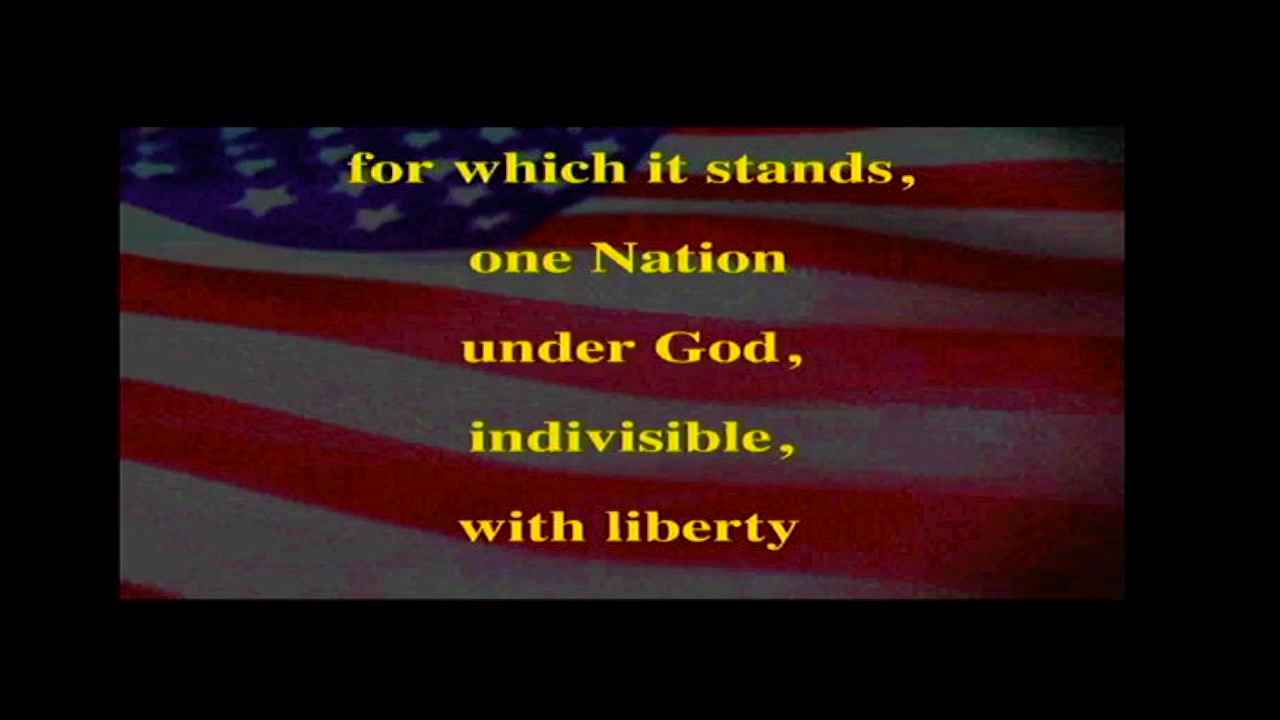 for which it stands,
one Nation
under God,
indivisible,
with liberty